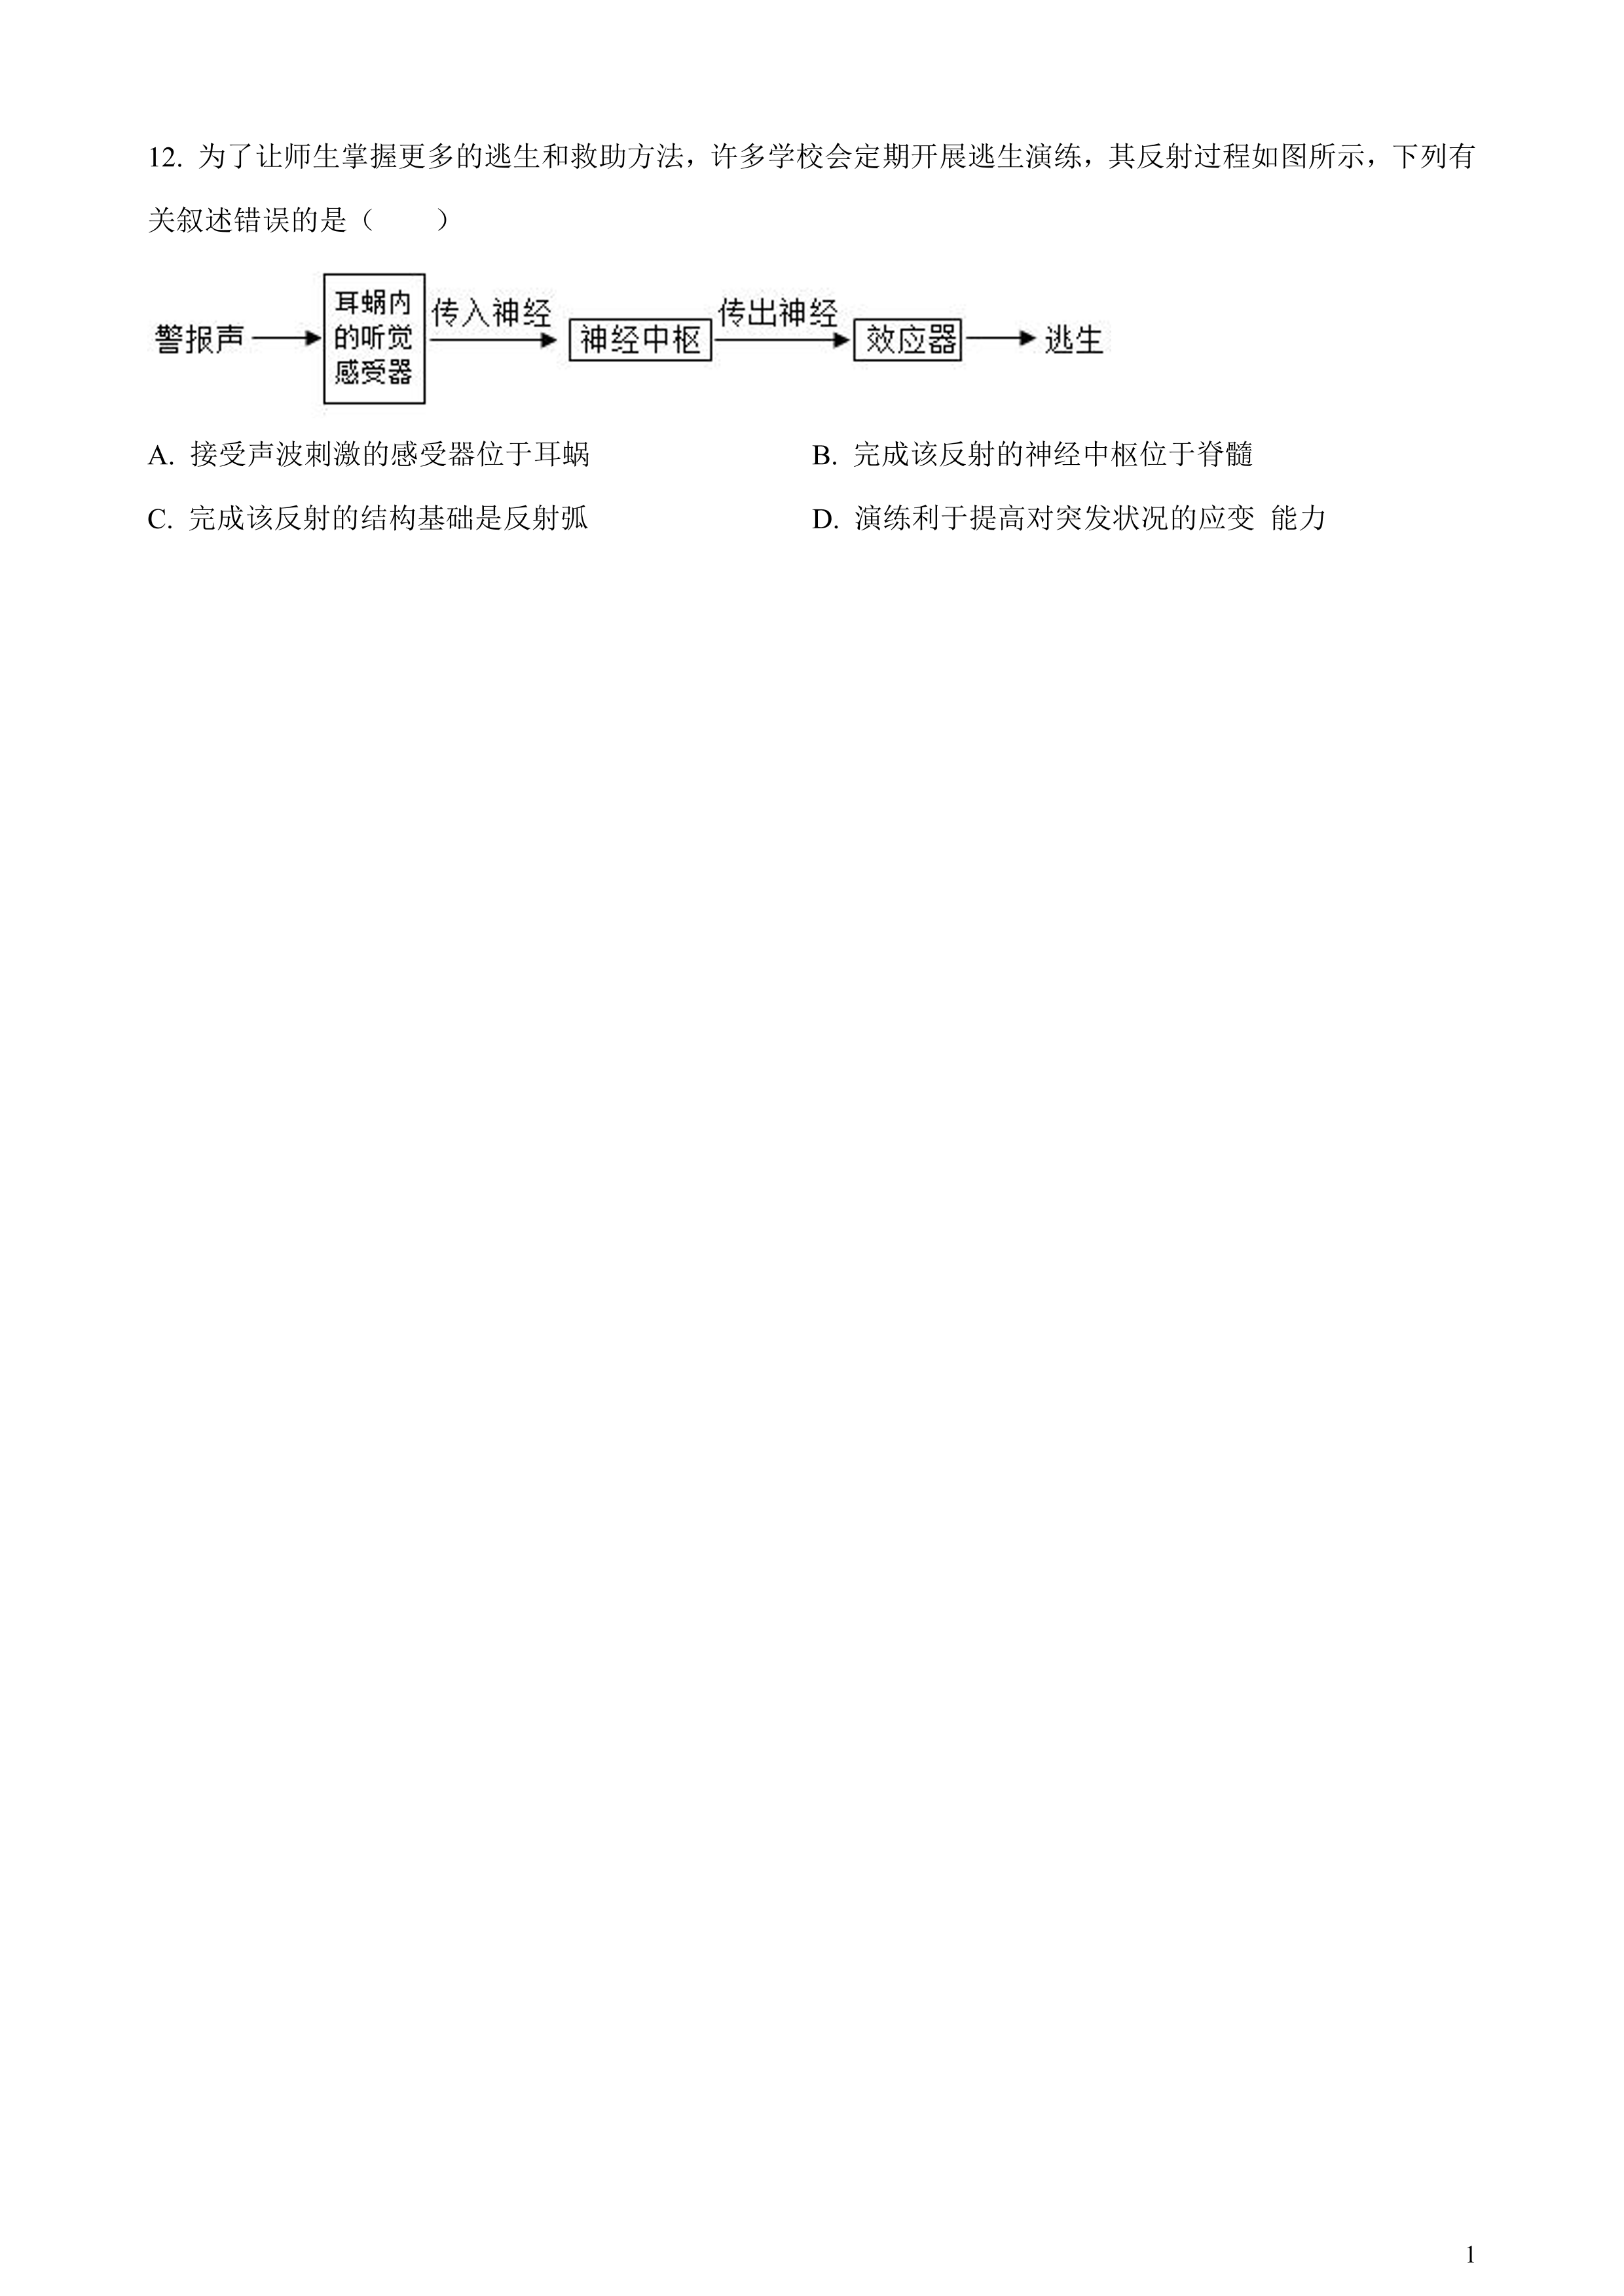 12. 为了让师生掌握更多的逃生和救助方法，许多学校会定期开展逃生演练，其反射过程如图所示，下列有
关叙述错误的是（　　）
警报声
耳蜗内
的听觉
感受器
传入神经
神经中枢
传出神经
效应器
逃生
A. 接受声波刺激的感受器位于耳蜗
B. 完成该反射的神经中枢位于脊髓
C. 完成该反射的结构基础是反射弧
D. 演练利于提高对突发状况的应变 能力
1